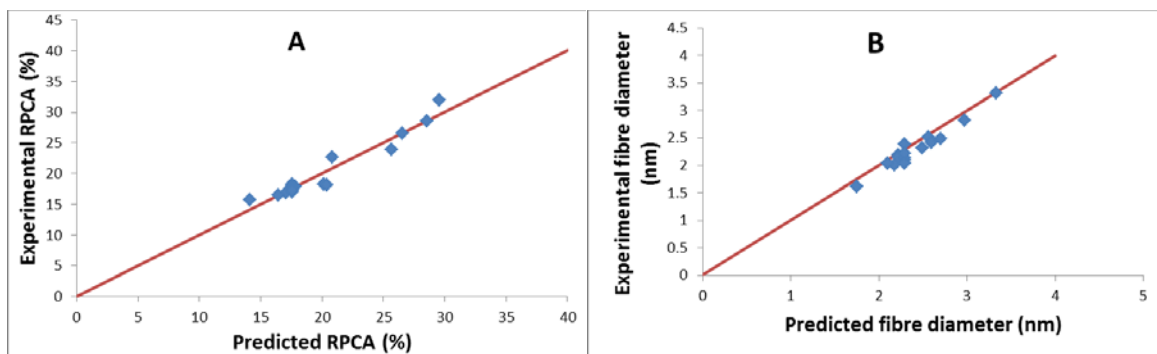 A
Experimental RPCA (%)
45
40
35
30
25
20
15
10
5
0
0 5 10 15 20 25 30 35 40
Predicted RPCA (%)
B
Experimental fibre diameter
(nm)
4.5
4
3.5
3
2.5
2
1.5
1
0.5
0
0 1 2 3 4 5
Predicted fibre diameter (nm)